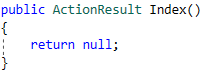 public ActionResult Index()
{
    return null;
}